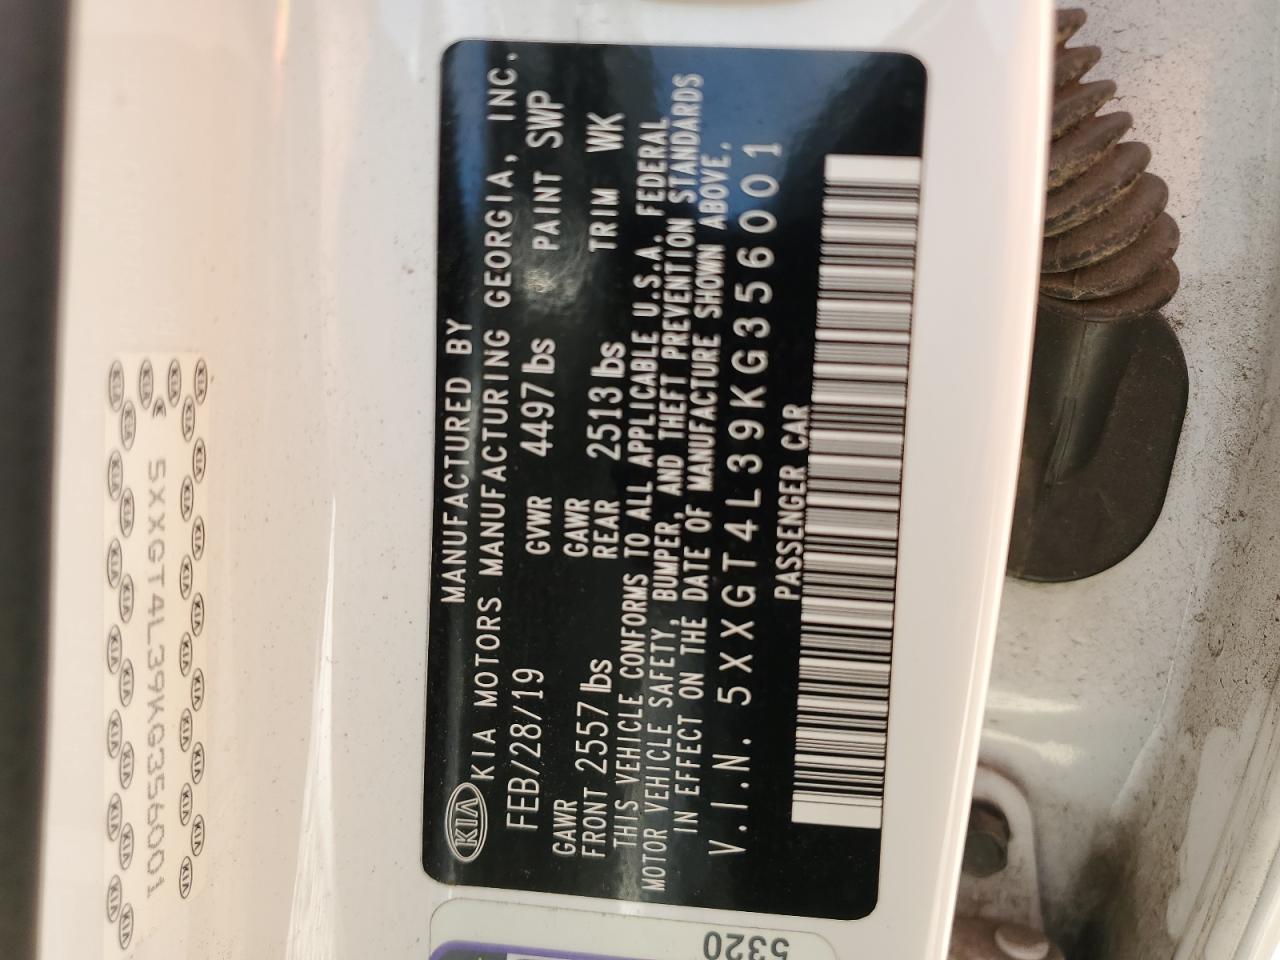 MANUFACTURED BY
KIA KIA MOTORS MANUFACTURING GEORGIA, INC.
FEB/28/19 GVWR 4497 lbs PAINT SWP
GAWR FRONT 2557 lbs GAWR REAR 2513 lbs TRIM WK
THIS VEHICLE CONFORMS TO ALL APPLICABLE U.S.A. FEDERAL
MOTOR VEHICLE SAFETY, BUMPER, AND THEFT PREVENTION STANDARDS
IN EFFECT ON THE DATE OF MANUFACTURE SHOWN ABOVE.
V.I.N. 5XXGT4L39KG356001
PASSENGER CAR
5XXGT4L39KG356001
5320